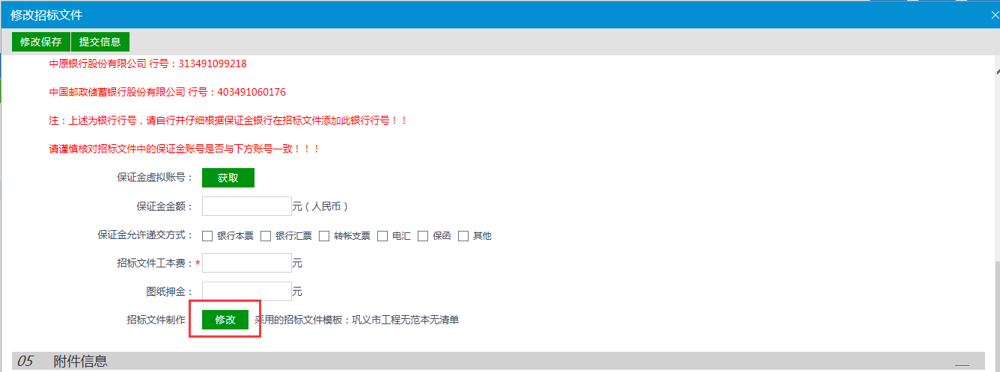 修改招标文件
修改保存 提交信息
中原银行股份有限公司 行号：313491099218
中国邮政储蓄银行股份有限公司 行号：403491060176
注：上述为银行行号，请自行并仔细根据保证金银行在招标文件添加此银行行号！！
请谨慎核对招标文件中的保证金账号是否与下方账号一致！！！
保证金虚拟账号： 获取
保证金金额： 元（人民币）
保证金允许递交方式： 银行本票 银行汇票 转帐支票 电汇 保函 其他
招标文件工本费：* 元
图纸押金： 元
招标文件制作 修改 采用的招标文件模板：巩义市工程无范本无清单
05 附件信息